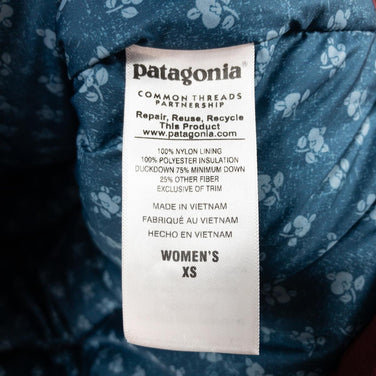 patagonia®
COMMON THREADS
PARTNERSHIP
Repair, Reuse, Recycle
This Product
www.patagonia.com
100% NYLON LINING
100% POLYESTER INSULATION
DUCKDOWN 75% MINIMUM DOWN
25% OTHER FIBER
EXCLUSIVE OF TRIM
MADE IN VIETNAM
FABRIQUÉ AU VIETNAM
HECHO EN VIETNAM
WOMEN'S
XS